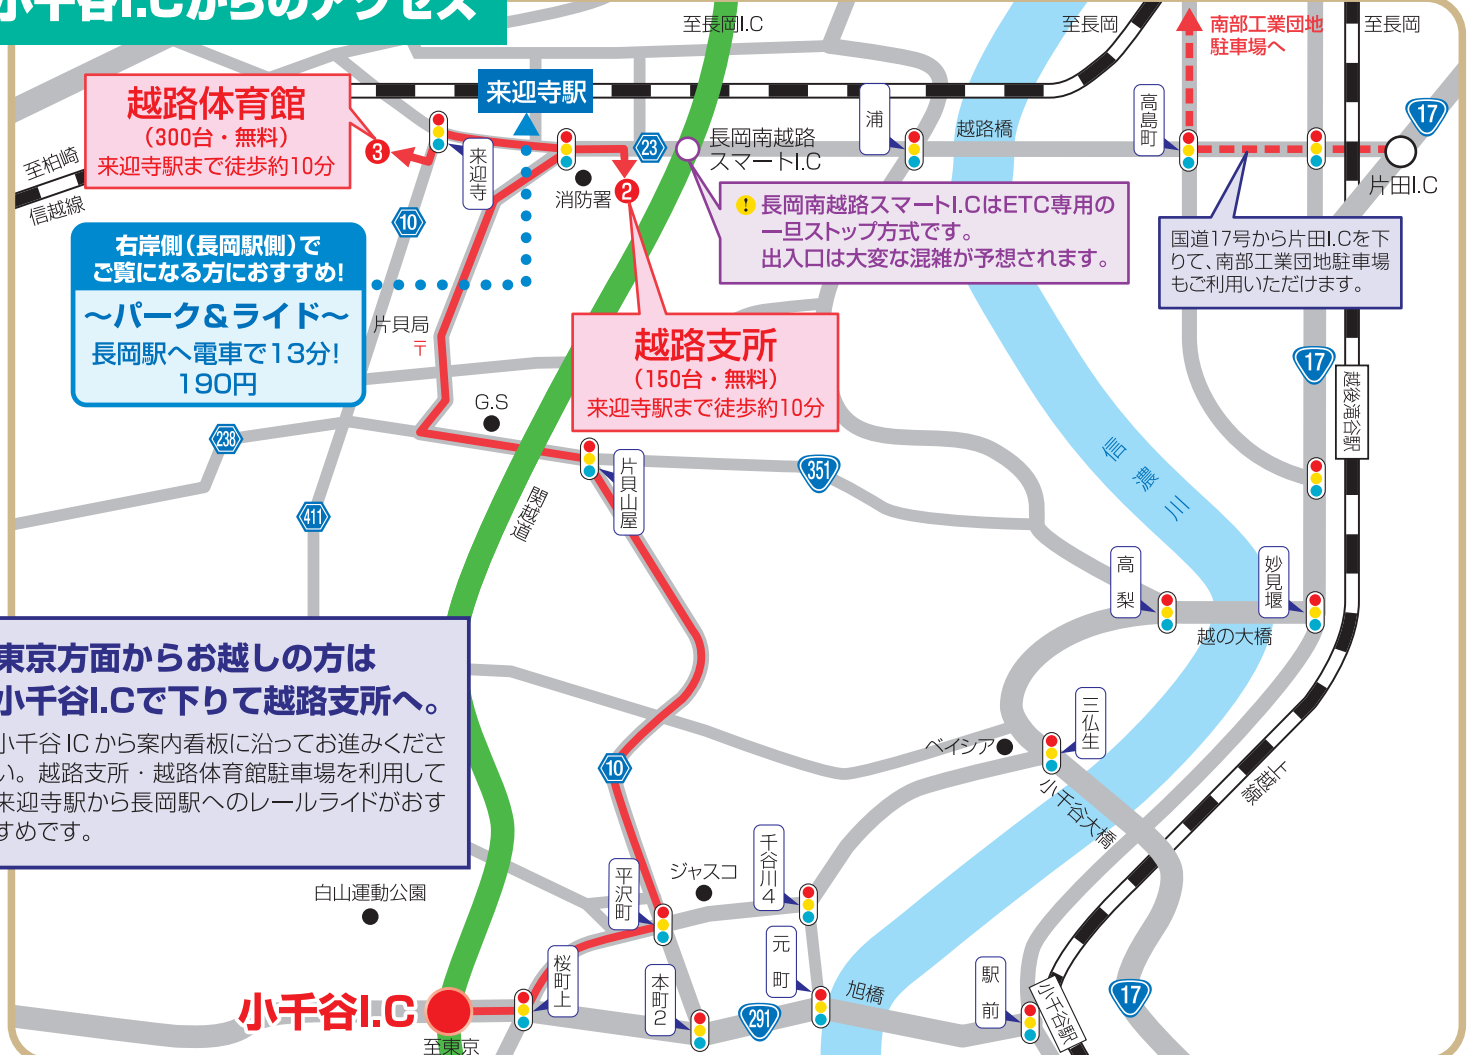 小千谷I.Cからのアクセス
至長岡I.C
至長岡
南部工業団地
駐車場へ
至長岡
越路体育館
(300台・無料)
来迎寺駅まで徒歩約10分
来迎寺駅
3
来迎寺
23
消防署
2
長岡南越路
スマートI.C
浦
越路橋
高島町
17
片田I.C
至柏崎
信越線
10
! 長岡南越路スマートI.CはETC専用の
一旦ストップ方式です。
出入口は大変な混雑が予想されます。
国道17号から片田I.Cを下
りて、南部工業団地駐車場
もご利用いただけます。
右岸側(長岡駅側)で
ご覧になる方におすすめ!
～パーク&ライド～
長岡駅へ電車で13分!
190円
片貝局
〒
越路支所
(150台・無料)
来迎寺駅まで徒歩約10分
17
越後滝谷駅
G.S
238
411
関越道
片貝山屋
351
信濃川
高梨
妙見堰
越の大橋
東京方面からお越しの方は
小千谷I.Cで下りて越路支所へ。
小千谷ICから案内看板に沿ってお進みくださ
い。越路支所・越路体育館駐車場を利用して
来迎寺駅から長岡駅へのレールライドがおす
すめです。
10
ベイシア
三仏生
小千谷大橋
上越線
白山運動公園
平沢町
ジャスコ
千谷川4
元町
桜町上
本町2
291
旭橋
駅前
小千谷駅
17
小千谷I.C
至東京